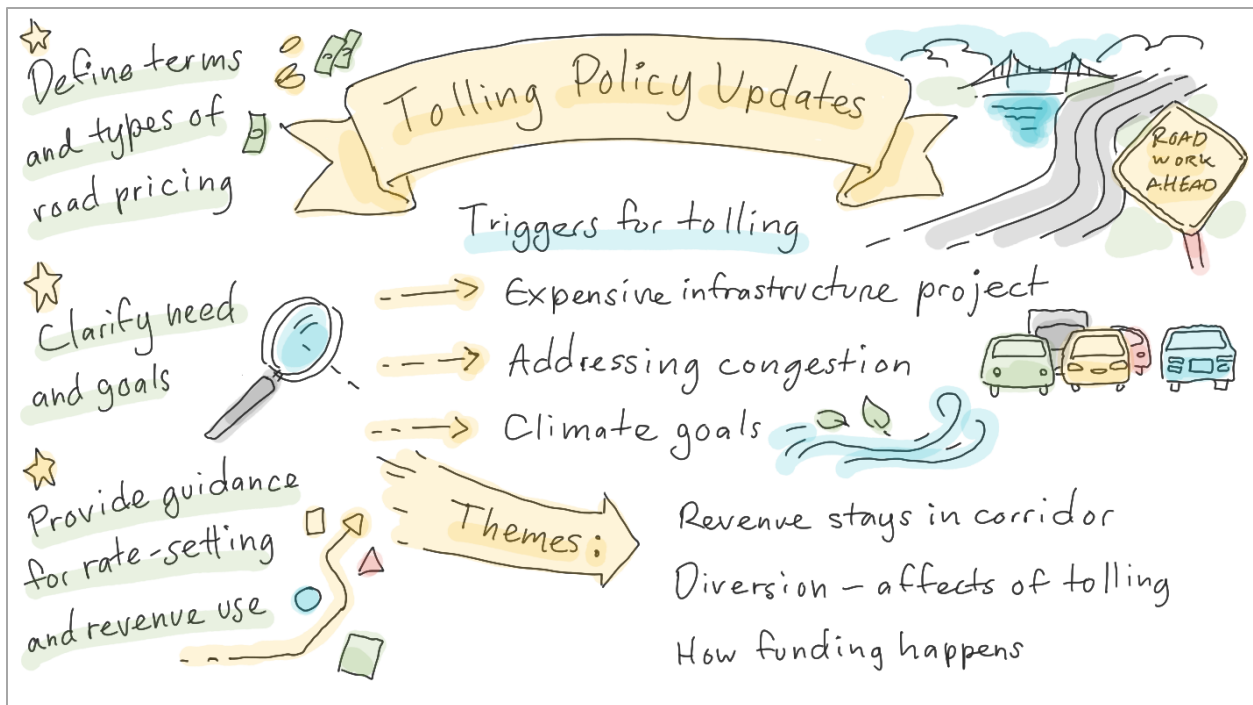 Tolling Policy Updates
Define terms
and types of
road pricing
Clarify need
and goals
Provide guidance
for rate-setting
and revenue use
ROAD
WORK
AHEAD
Triggers for tolling
Expensive infrastructure project
Addressing congestion
Climate goals
Themes:
Revenue stays in corridor
Diversion – affects of tolling
How funding happens